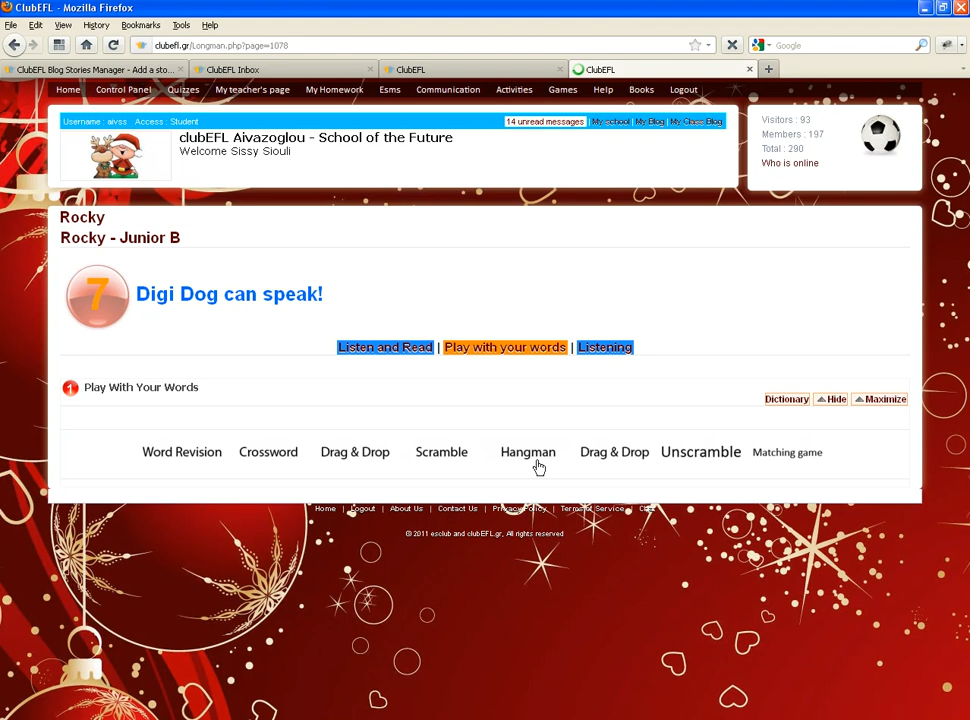 ClubEFL - Mozilla Firefox
File Edit View History Bookmarks Tools Help
clubefl.gr/Longman.php?page=1078
Google
ClubEFL Blog Stories Manager - Add a sto...
ClubEFL Inbox
ClubEFL
ClubEFL
Home Control Panel Quizzes My teacher's page My Homework Esms Communication Activities Games Help Books Logout
Username : aivss Access : Student
14 unread messages | My school | My Blog | My Class Blog
clubEFL Aivazoglou - School of the Future
Welcome Sissy Siouli
Visitors : 93
Members : 197
Total : 290
Who is online
Rocky
Rocky - Junior B
7
Digi Dog can speak!
Listen and Read | Play with your words | Listening
1 Play With Your Words
Dictionary Hide Maximize
Word Revision Crossword Drag & Drop Scramble Hangman Drag & Drop Unscramble Matching game
Home | Logout | About Us | Contact Us | Privacy Policy | Terms of Service |
© 2011 esclub and clubEFL.gr, All rights reserved